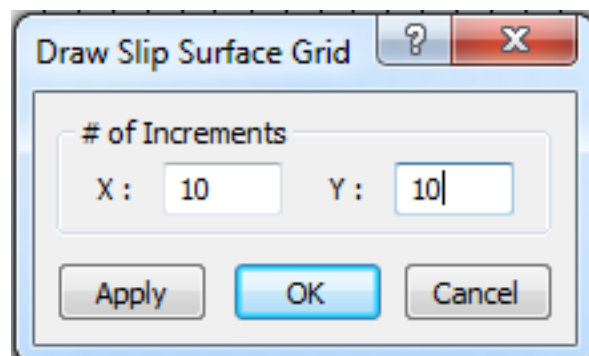 Draw Slip Surface Grid ?
# of Increments
X : 10 Y : 10
Apply OK Cancel